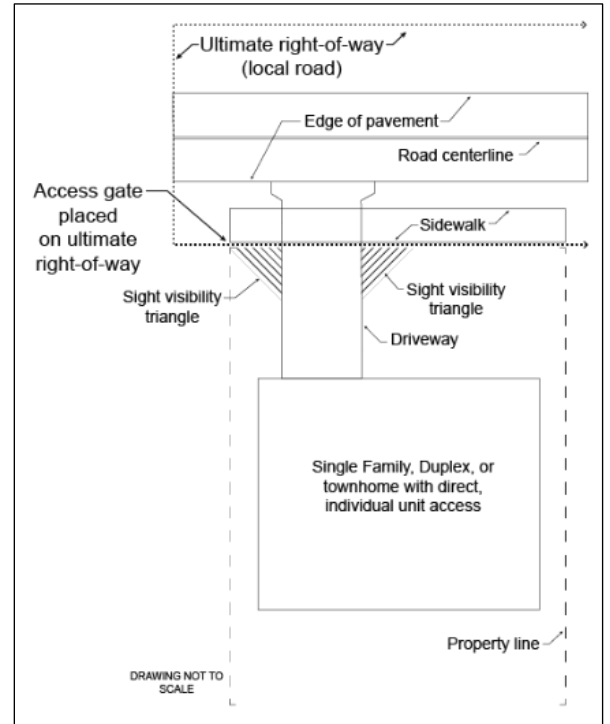 Ultimate right-of-way
(local road)
Edge of pavement
Road centerline
Access gate
placed
on ultimate
right-of-way
Sidewalk
Sight visibility
triangle
Sight visibility
triangle
Driveway
Single Family, Duplex, or
townhome with direct,
individual unit access
Property line
DRAWING NOT TO
SCALE